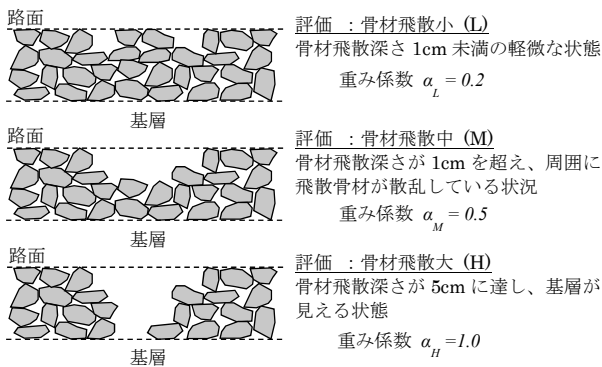 路面
評価 ：骨材飛散小 (L)
骨材飛散深さ 1cm 未満の軽微な状態
重み係数 α_L = 0.2
基層
路面
評価 ：骨材飛散中 (M)
骨材飛散深さが 1cm を超え、周囲に
飛散骨材が散乱している状況
重み係数 α_M = 0.5
基層
路面
評価 ：骨材飛散大 (H)
骨材飛散深さが 5cm に達し、基層が
見える状態
重み係数 α_H =1.0
基層